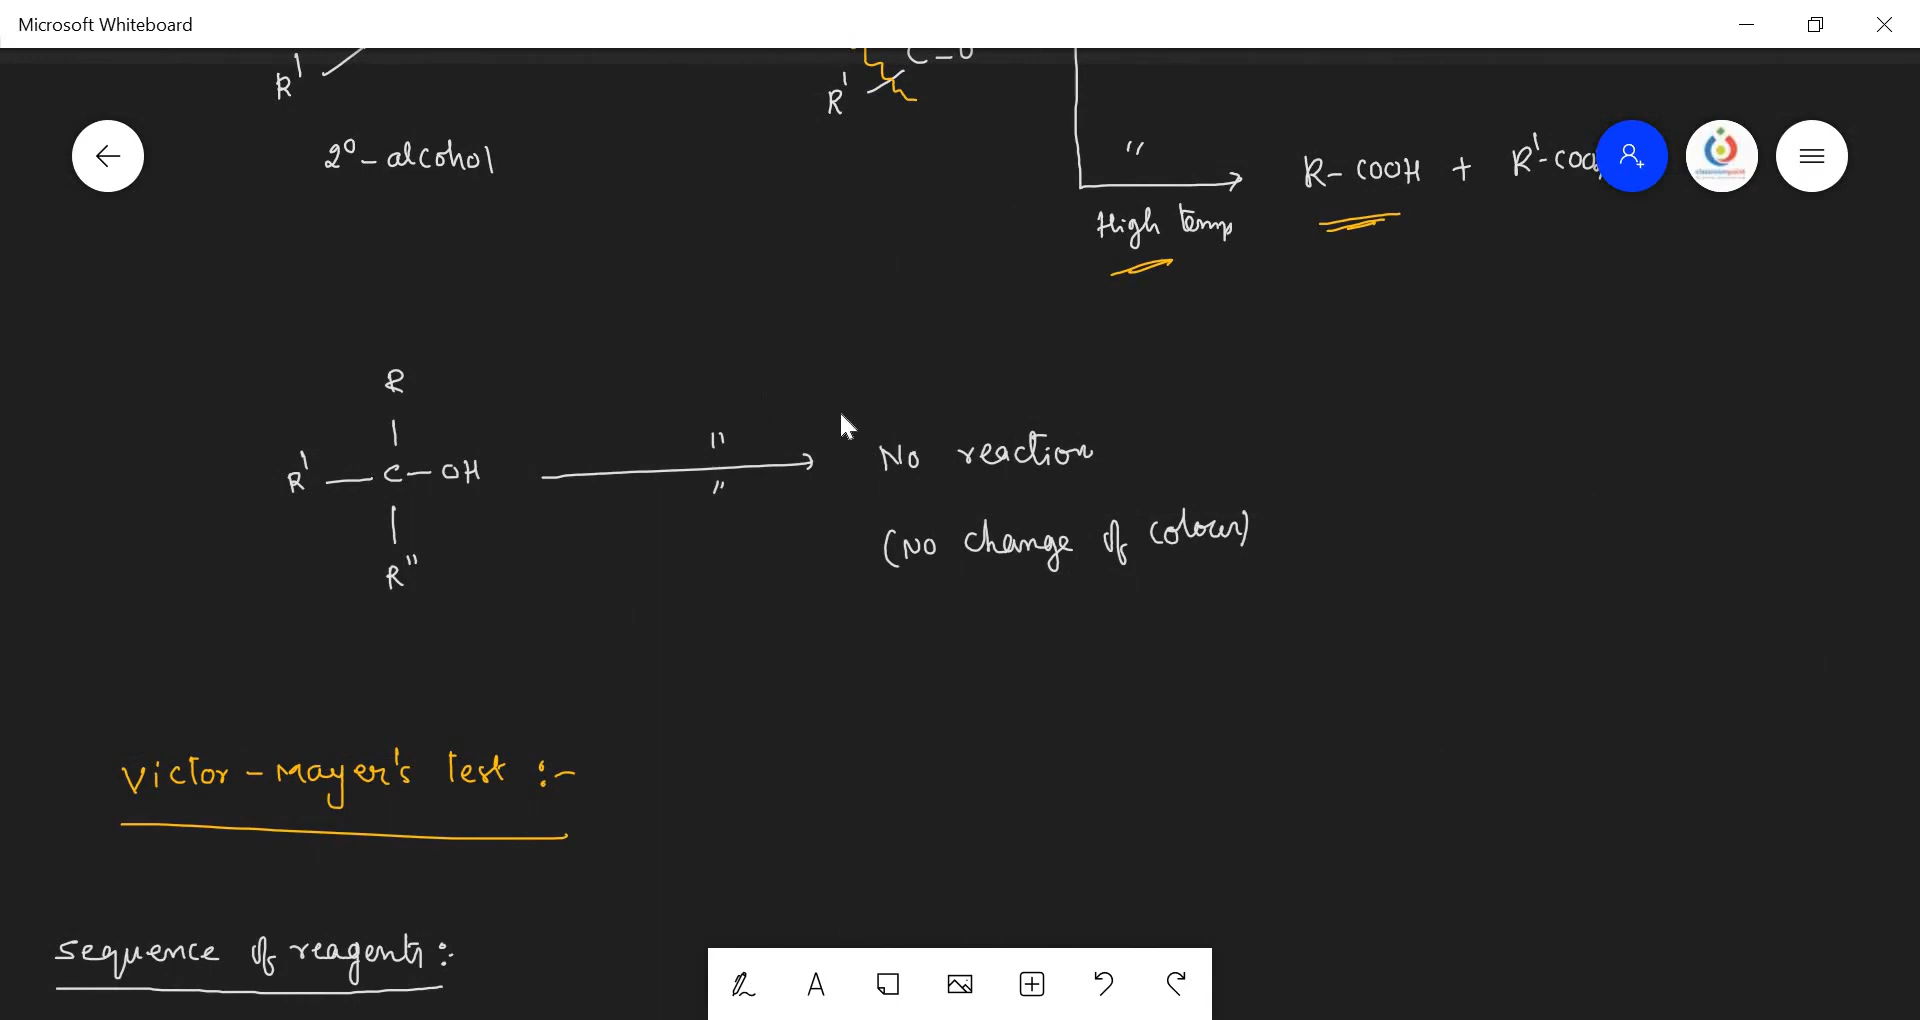 Microsoft Whiteboard
R'
C - O
R'
2° - alcohol
"
R - COOH + R' - COO
High temp
R
R' - C - OH
R"
"
"
No reaction
(No change of colour)
Victor - Mayer's test :-
sequence of reagents :-